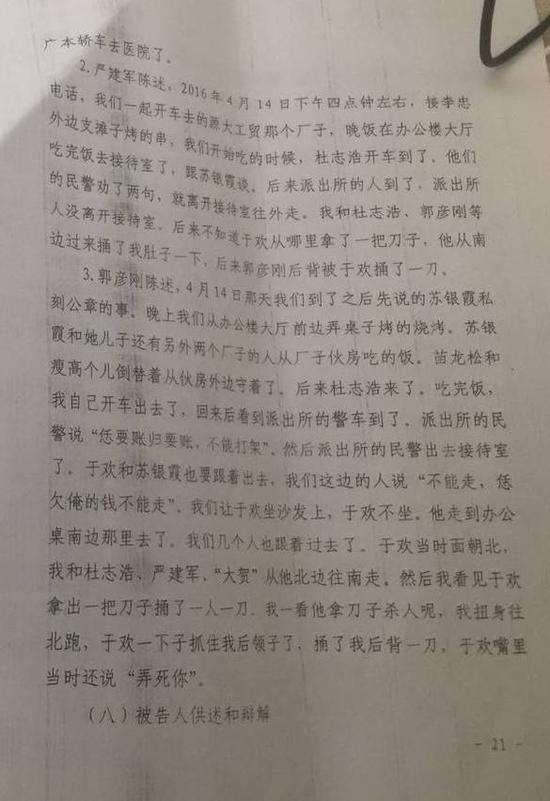 广本轿车去医院了。
2.严建军陈述，2016年4月14日下午四点钟左右，接李忠
电话，我们一起开车去的源大工贸那个厂子，晚饭在办公楼大厅
外边支摊子烤的串，我们开始吃的时候，杜志浩开车到了。他们
吃完饭去接待室了，跟苏银霞谈。后来派出所的人到了，派出所
的民警劝了两句，就离开接待室往外走。我和杜志浩、郭彦刚等
人没离开接待室。后来不知道于欢从哪里拿了一把刀子，他从南
边过来捅了我肚子一下，后来郭彦刚后背被于欢捅了一刀。
3.郭彦刚陈述，4月14日那天我们到了之后先说的苏银霞私
刻公章的事。晚上我们从办公楼大厅前边弄桌子烤的烧烤。苏银
霞和她儿子还有另外两个厂子的人从厂子伙房吃的饭。苗龙松和
瘦高个儿倒替着从伙房外边守着了。后来杜志浩来了。吃完饭，
我自己开车出去了，回来后看到派出所的警车到了。派出所的民
警说“恁要账归要账，不能打架”。然后派出所的民警出去接待室
了。于欢和苏银霞也要跟着出去，我们这边的人说“不能走，恁
欠俺的钱不能走”。我们让于欢坐沙发上，于欢不坐。他走到办公
桌南边那里去了。我们几个人也跟着过去了。于欢当时面朝北，
我和杜志浩、严建军、“大贺”从他北边往南走。然后我看见于欢
拿出一把刀子捅了一人一刀。我一看他拿刀子杀人呢，我扭身往
北跑，于欢一下子抓住我后领子了，捅了我后背一刀，于欢嘴里
当时还说“弄死你”。
（八）被告人供述和辩解
- 21 -